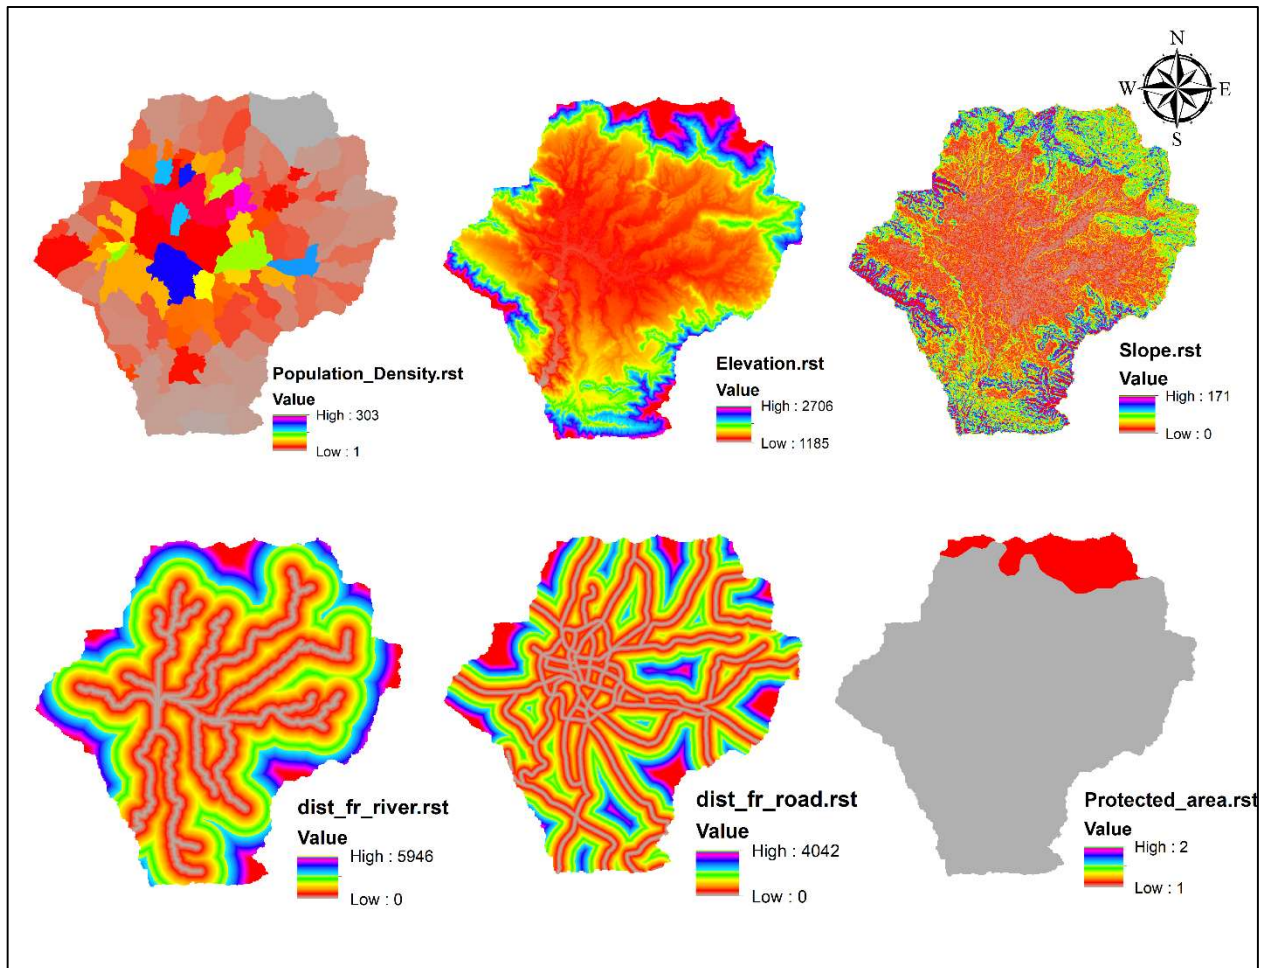 N
W E
S
Population_Density.rst
Value
High : 303
Low : 1
Elevation.rst
Value
High : 2706
Low : 1185
Slope.rst
Value
High : 171
Low : 0
dist_fr_river.rst
Value
High : 5946
Low : 0
dist_fr_road.rst
Value
High : 4042
Low : 0
Protected_area.rst
Value
High : 2
Low : 1